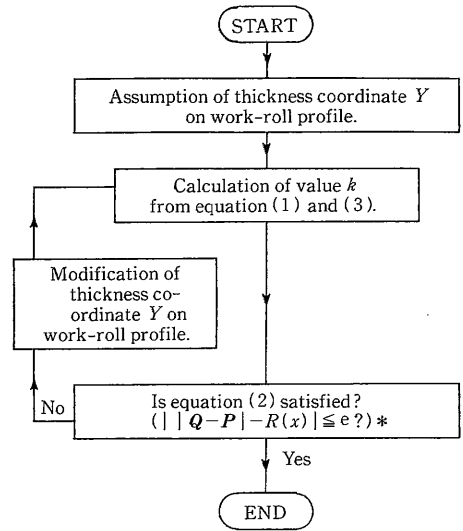 START
Assumption of thickness coordinate Y
on work-roll profile.
Calculation of value k
from equation (1) and (3).
Modification of
thickness co-
ordinate Y on
work-roll profile.
No
Is equation (2) satisfied?
(| |Q-P|-R(x)|≦e?)*
Yes
END